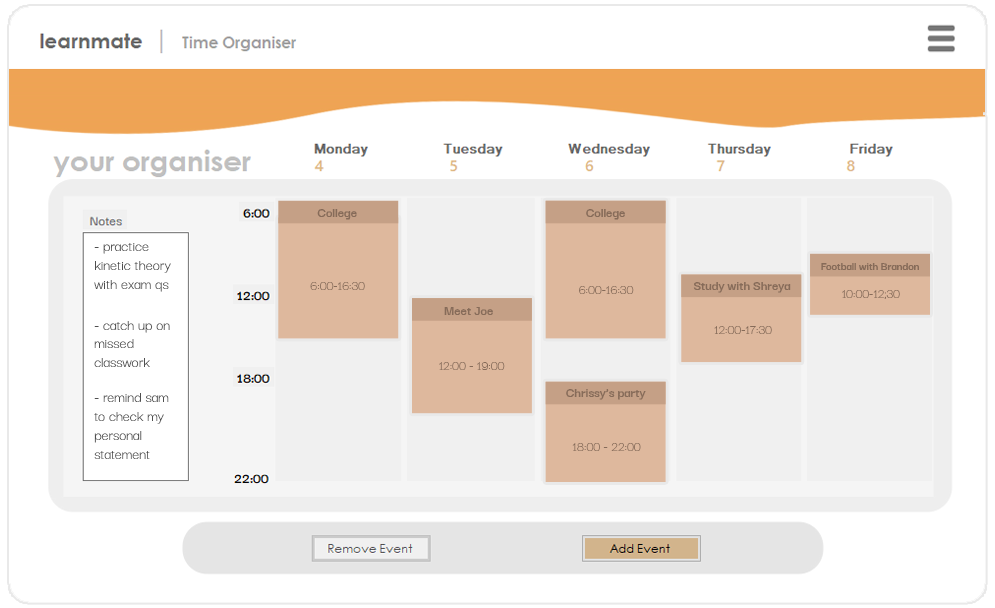 learnmate | Time Organiser
your organiser
Monday
4
Tuesday
5
Wednesday
6
Thursday
7
Friday
8
Notes
- practice
kinetic theory
with exam qs
- catch up on
missed
classwork
- remind sam
to check my
personal
statement
6:00
12:00
18:00
22:00
College
6:00-16:30
Meet Joe
12:00 - 19:00
College
6:00-16:30
Chrissy's party
18:00 - 22:00
Study with Shreya
12:00-17:30
Football with Brandon
10:00-12;30
Remove Event
Add Event